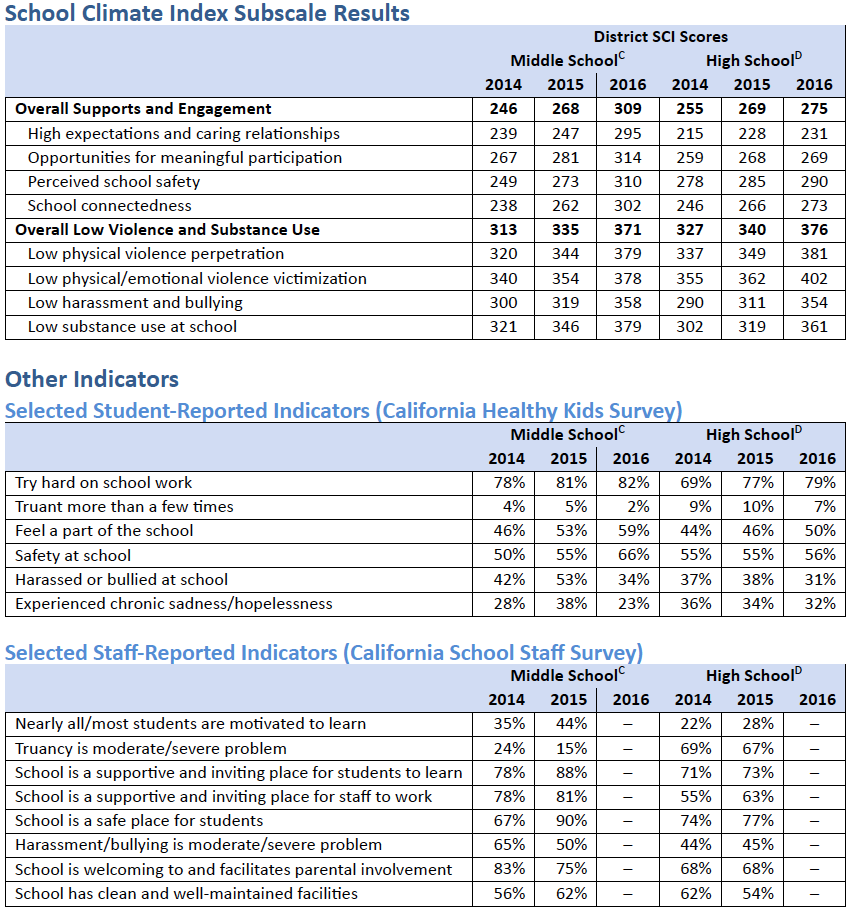 School Climate Index Subscale Results
District SCI Scores
Middle SchoolC High SchoolD
2014 2015 2016 2014 2015 2016
Overall Supports and Engagement 246 268 309 255 269 275
High expectations and caring relationships 239 247 295 215 228 231
Opportunities for meaningful participation 267 281 314 259 268 269
Perceived school safety 249 273 310 278 285 290
School connectedness 238 262 302 246 266 273
Overall Low Violence and Substance Use 313 335 371 327 340 376
Low physical violence perpetration 320 344 379 337 349 381
Low physical/emotional violence victimization 340 354 378 355 362 402
Low harassment and bullying 300 319 358 290 311 354
Low substance use at school 321 346 379 302 319 361
Other Indicators
Selected Student-Reported Indicators (California Healthy Kids Survey)
Middle SchoolC High SchoolD
2014 2015 2016 2014 2015 2016
Try hard on school work 78% 81% 82% 69% 77% 79%
Truant more than a few times 4% 5% 2% 9% 10% 7%
Feel a part of the school 46% 53% 59% 44% 46% 50%
Safety at school 50% 55% 66% 55% 55% 56%
Harassed or bullied at school 42% 53% 34% 37% 38% 31%
Experienced chronic sadness/hopelessness 28% 38% 23% 36% 34% 32%
Selected Staff-Reported Indicators (California School Staff Survey)
Middle SchoolC High SchoolD
2014 2015 2016 2014 2015 2016
Nearly all/most students are motivated to learn 35% 44% – 22% 28% –
Truancy is moderate/severe problem 24% 15% – 69% 67% –
School is a supportive and inviting place for students to learn 78% 88% – 71% 73% –
School is a supportive and inviting place for staff to work 78% 81% – 55% 63% –
School is a safe place for students 67% 90% – 74% 77% –
Harassment/bullying is moderate/severe problem 65% 50% – 44% 45% –
School is welcoming to and facilitates parental involvement 83% 75% – 68% 68% –
School has clean and well-maintained facilities 56% 62% – 62% 54% –